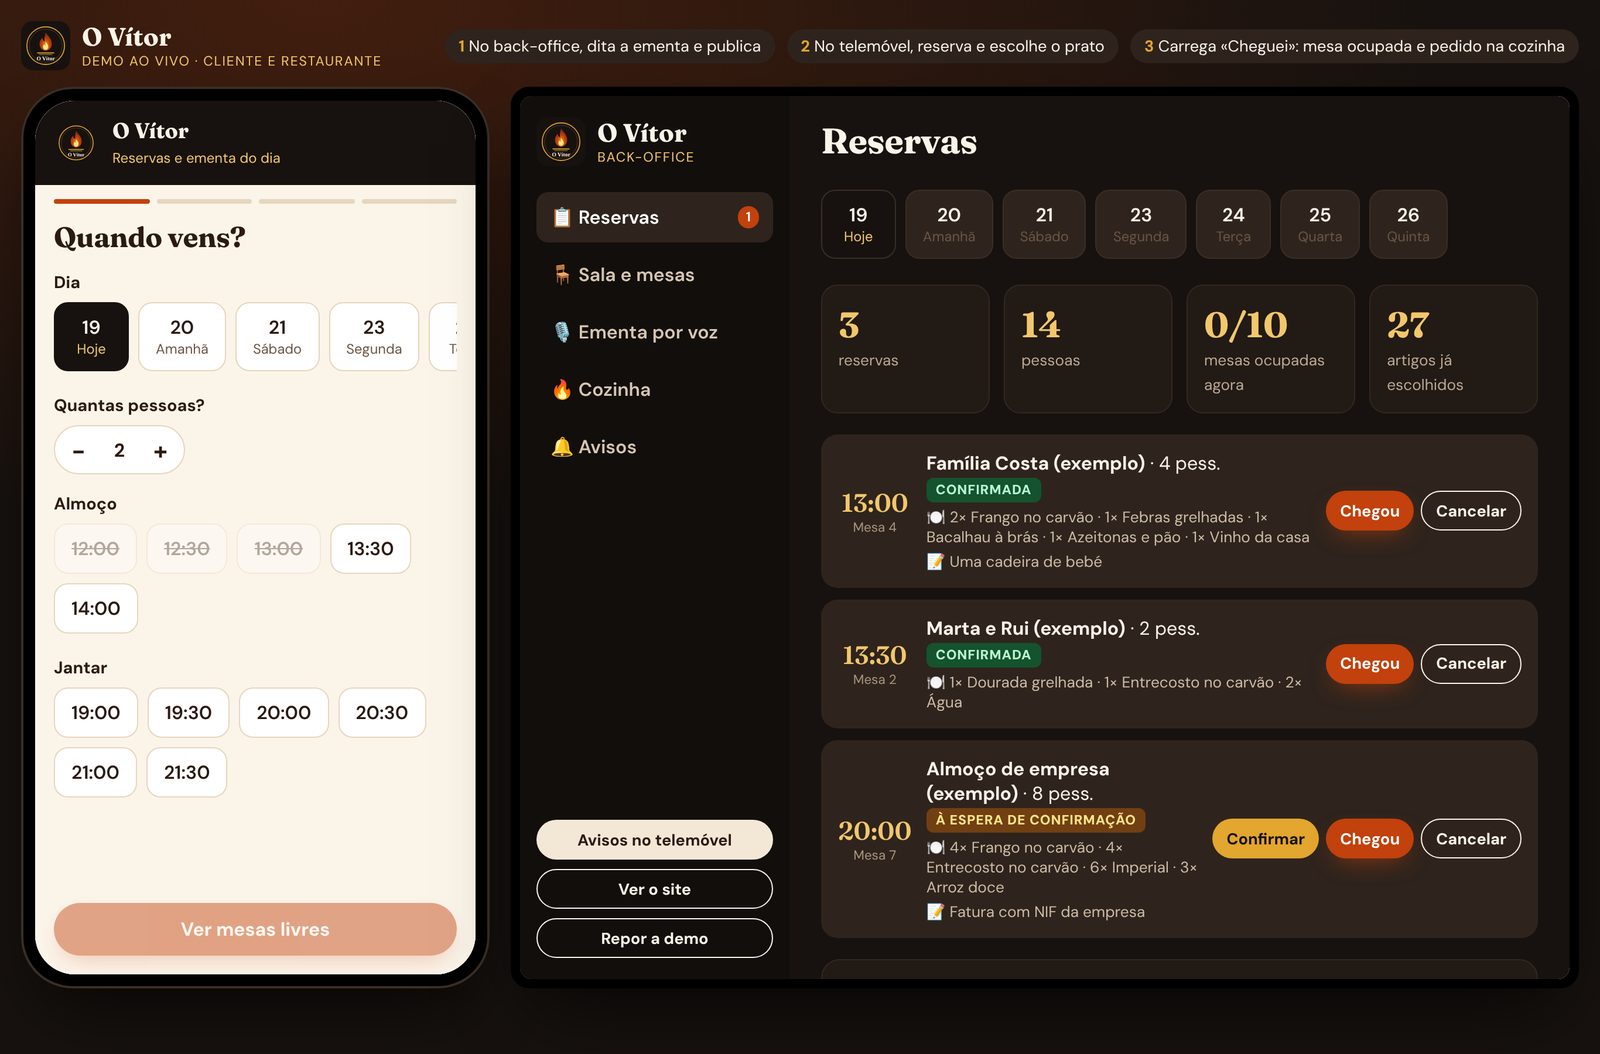 O Vítor
DEMO AO VIVO · CLIENTE E RESTAURANTE
1 No back-office, dita a ementa e publica
2 No telemóvel, reserva e escolhe o prato
3 Carrega «Cheguei»: mesa ocupada e pedido na cozinha
O Vítor
O Vítor
Reservas e ementa do dia
Quando vens?
Dia
19
Hoje
20
Amanhã
21
Sábado
23
Segunda
Quantas pessoas?
– 2 +
Almoço
12:00 12:30 13:00 13:30
14:00
Jantar
19:00 19:30 20:00 20:30
21:00 21:30
Ver mesas livres
O Vítor
O Vítor
BACK-OFFICE
Reservas 1
Sala e mesas
Ementa por voz
Cozinha
Avisos
Avisos no telemóvel
Ver o site
Repor a demo
Reservas
19
Hoje
20
Amanhã
21
Sábado
23
Segunda
24
Terça
25
Quarta
26
Quinta
3
reservas
14
pessoas
0/10
mesas ocupadas
agora
27
artigos já
escolhidos
13:00
Mesa 4
Família Costa (exemplo) · 4 pess.
CONFIRMADA
2× Frango no carvão · 1× Febras grelhadas · 1×
Bacalhau à brás · 1× Azeitonas e pão · 1× Vinho da casa
Uma cadeira de bebé
Chegou
Cancelar
13:30
Mesa 2
Marta e Rui (exemplo) · 2 pess.
CONFIRMADA
1× Dourada grelhada · 1× Entrecosto no carvão · 2×
Água
Chegou
Cancelar
20:00
Mesa 7
Almoço de empresa
(exemplo) · 8 pess.
À ESPERA DE CONFIRMAÇÃO
4× Frango no carvão · 4×
Entrecosto no carvão · 6× Imperial · 3×
Arroz doce
Fatura com NIF da empresa
Confirmar
Chegou
Cancelar